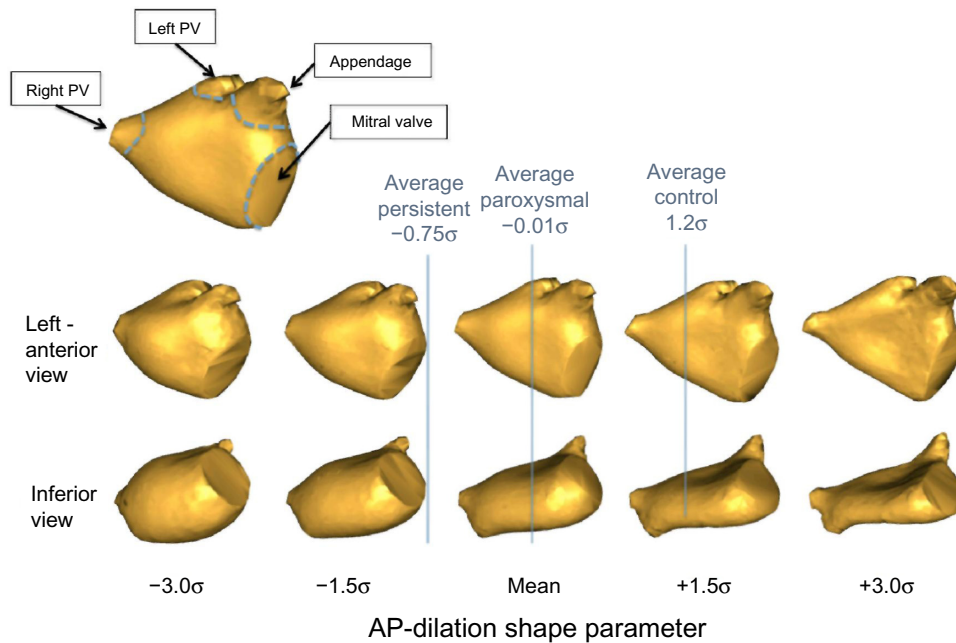 Left PV
Appendage
Right PV
Mitral valve
Average
persistent
−0.75σ
Average
paroxysmal
−0.01σ
Average
control
1.2σ
Left -
anterior
view
Inferior
view
−3.0σ
−1.5σ
Mean
+1.5σ
+3.0σ
AP-dilation shape parameter